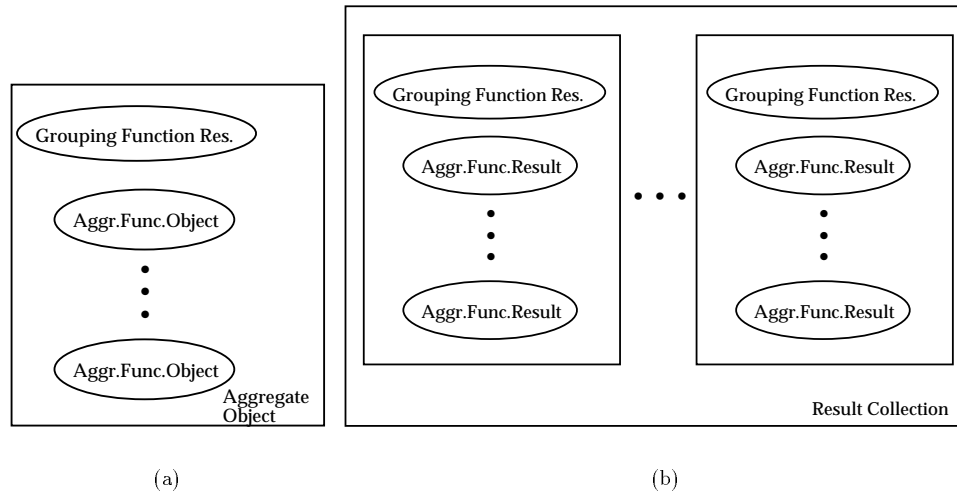 Grouping Function Res.
Aggr.Func.Object
Aggr.Func.Object
Aggregate
Object
(a)
Grouping Function Res.
Aggr.Func.Result
Aggr.Func.Result
Grouping Function Res.
Aggr.Func.Result
Aggr.Func.Result
Result Collection
(b)